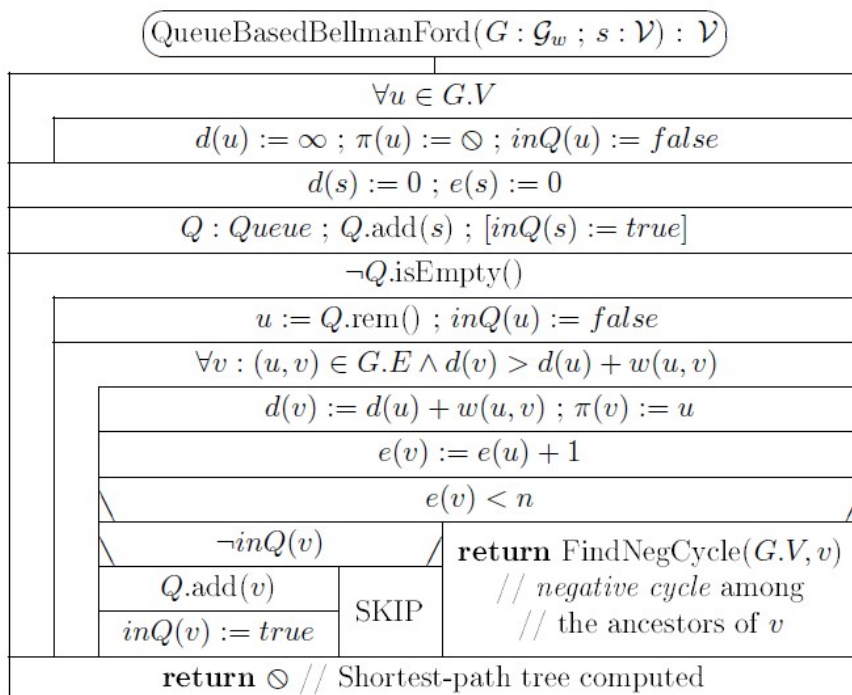 QueueBasedBellmanFord(G : 𝒢_w ; s : 𝒱) : 𝒱
∀u ∈ G.V
d(u) := ∞ ; π(u) := ⦸ ; inQ(u) := false
d(s) := 0 ; e(s) := 0
Q : Queue ; Q.add(s) ; [inQ(s) := true]
¬Q.isEmpty()
u := Q.rem() ; inQ(u) := false
∀v : (u, v) ∈ G.E ∧ d(v) > d(u) + w(u, v)
d(v) := d(u) + w(u, v) ; π(v) := u
e(v) := e(u) + 1
e(v) < n
¬inQ(v)
Q.add(v)
inQ(v) := true
SKIP
return FindNegCycle(G.V, v)
// negative cycle among
// the ancestors of v
return ⦸ // Shortest-path tree computed